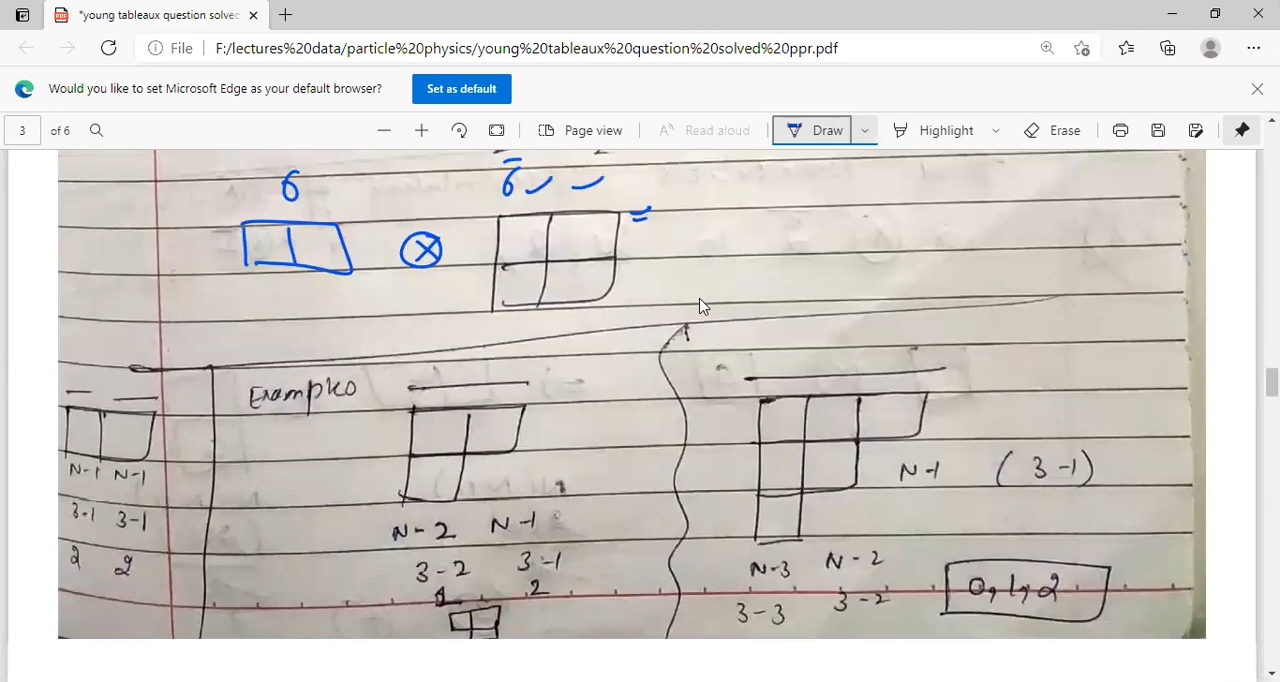 *young tableaux question solvec
File F:/lectures%20data/particle%20physics/young%20tableaux%20question%20solved%20ppr.pdf
Would you like to set Microsoft Edge as your default browser? Set as default
3 of 6 Page view Read aloud Draw Highlight Erase
6 ⊗ 6̅
Example
N-1 N-1
3-1 3-1
2 2
N-2 N-1
3-2 3-1
1 2
N-1 (3-1)
N-3 N-2
3-3 3-2
0, 1, 2